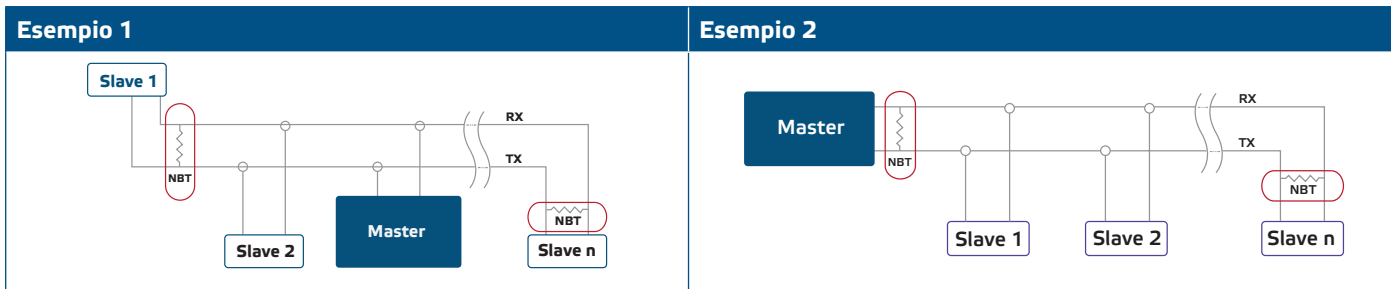 Esempio 1
Slave 1
RX
TX
NBT
NBT
Master
Slave 2
Slave n
Esempio 2
Master
RX
TX
NBT
NBT
Slave 1
Slave 2
Slave n